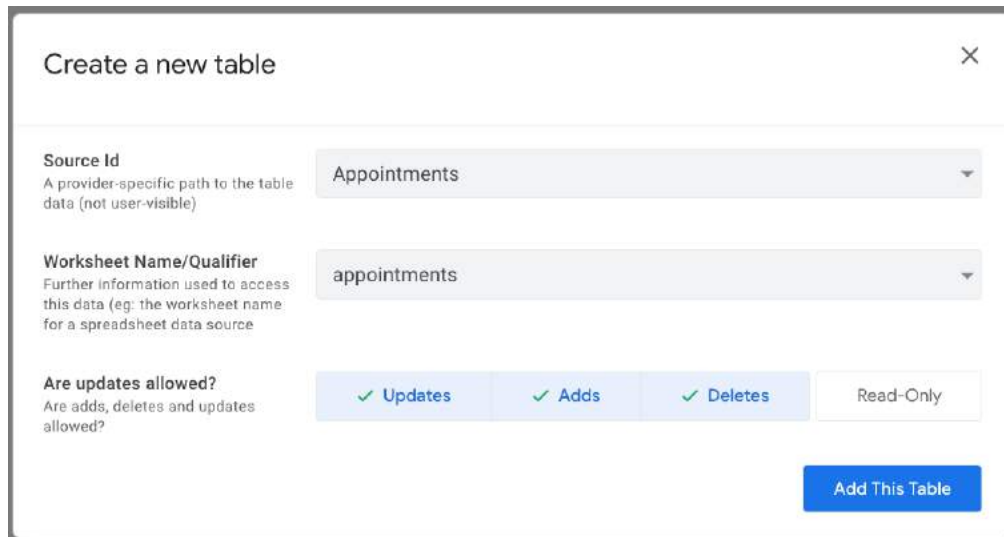 Create a new table
Source Id
A provider-specific path to the table
data (not user-visible)
Appointments
Worksheet Name/Qualifier
Further information used to access
this data (eg: the worksheet name
for a spreadsheet data source
appointments
Are updates allowed?
Are adds, deletes and updates
allowed?
Updates
Adds
Deletes
Read-Only
Add This Table